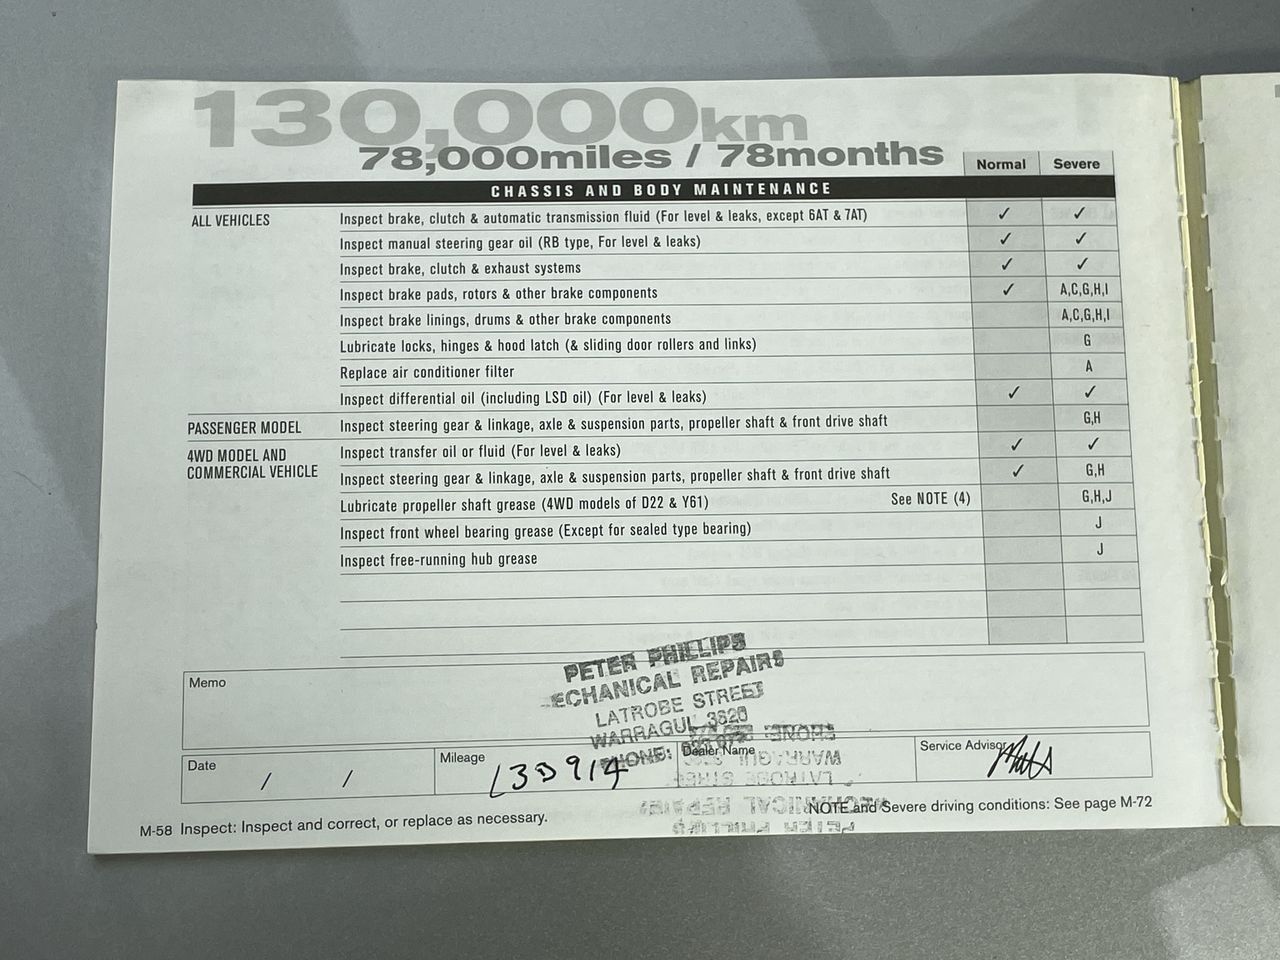 130,000km
78,000miles / 78months
Normal Severe
CHASSIS AND BODY MAINTENANCE
ALL VEHICLES Inspect brake, clutch & automatic transmission fluid (For level & leaks, except 6AT & 7AT) ✓ ✓
Inspect manual steering gear oil (RB type, For level & leaks) ✓ ✓
Inspect brake, clutch & exhaust systems ✓ ✓
Inspect brake pads, rotors & other brake components ✓ A,C,G,H,I
Inspect brake linings, drums & other brake components A,C,G,H,I
Lubricate locks, hinges & hood latch (& sliding door rollers and links) G
Replace air conditioner filter A
Inspect differential oil (including LSD oil) (For level & leaks) ✓ ✓
PASSENGER MODEL Inspect steering gear & linkage, axle & suspension parts, propeller shaft & front drive shaft G,H
4WD MODEL AND Inspect transfer oil or fluid (For level & leaks) ✓ ✓
COMMERCIAL VEHICLE Inspect steering gear & linkage, axle & suspension parts, propeller shaft & front drive shaft ✓ G,H
Lubricate propeller shaft grease (4WD models of D22 & Y61) See NOTE (4) G,H,J
Inspect front wheel bearing grease (Except for sealed type bearing) J
Inspect free-running hub grease J
Memo
PETER PHILLIPS
ECHANICAL REPAIRS
LATROBE STREET
WARRAGUL 3820
PHONE:
Date / / Mileage Dealer Name Service Advisor
M-58 Inspect: Inspect and correct, or replace as necessary. NOTE and Severe driving conditions: See page M-72